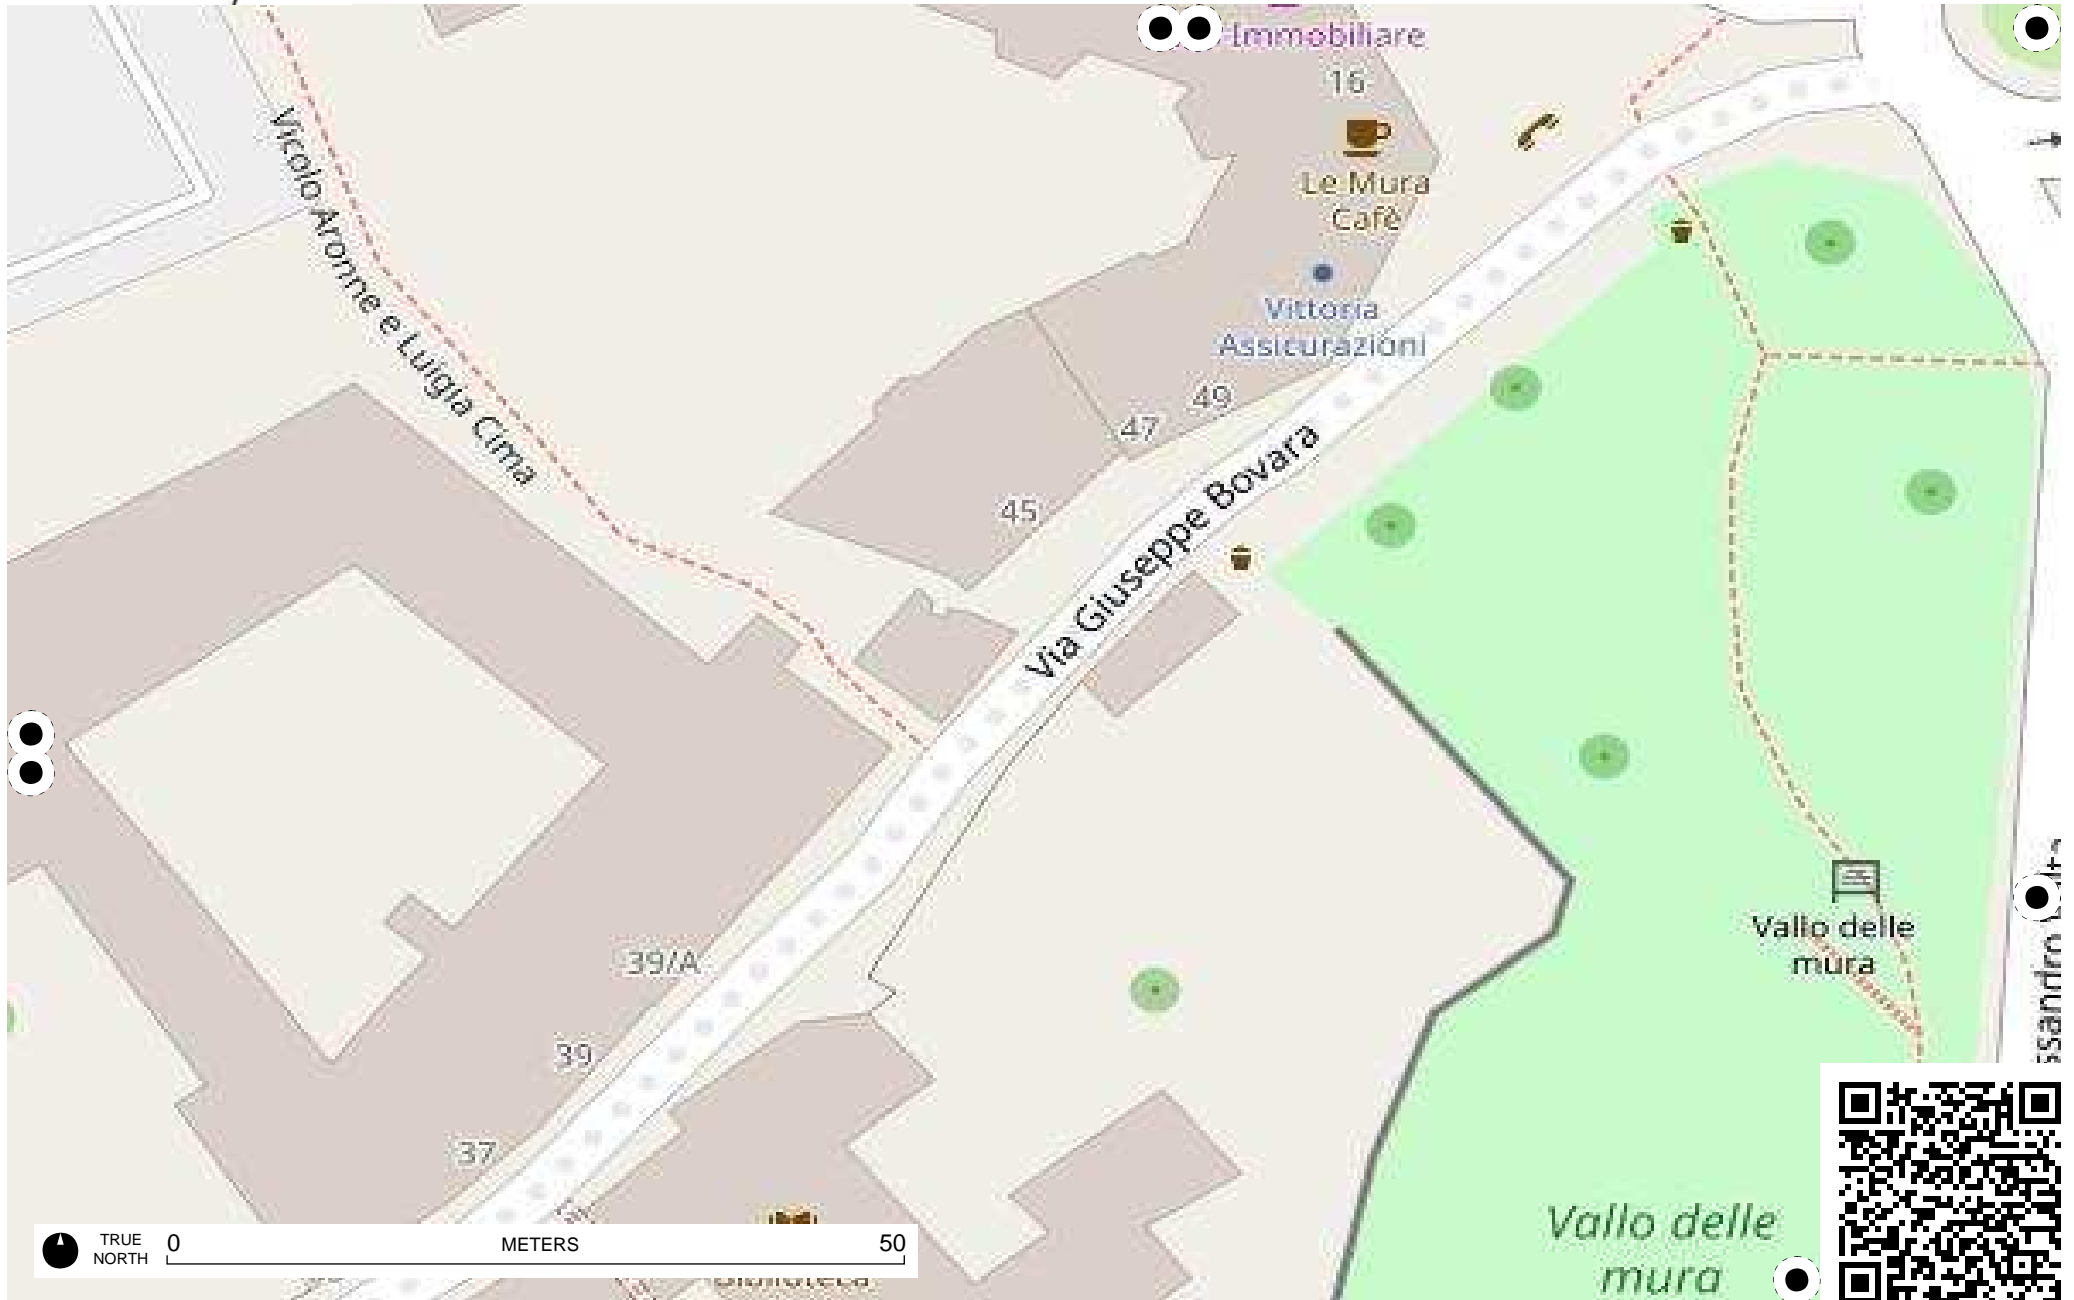 Immobiliare
16
Le Mura
Cafè
Vicolo Aronne e Luigia Cima
Vittoria
Assicurazioni
49
47
45
Via Giuseppe Bovara
Vallo delle
mura
39/A
39
37
Vallo delle
mura
TRUE
NORTH
0
METERS
50
Biblioteca